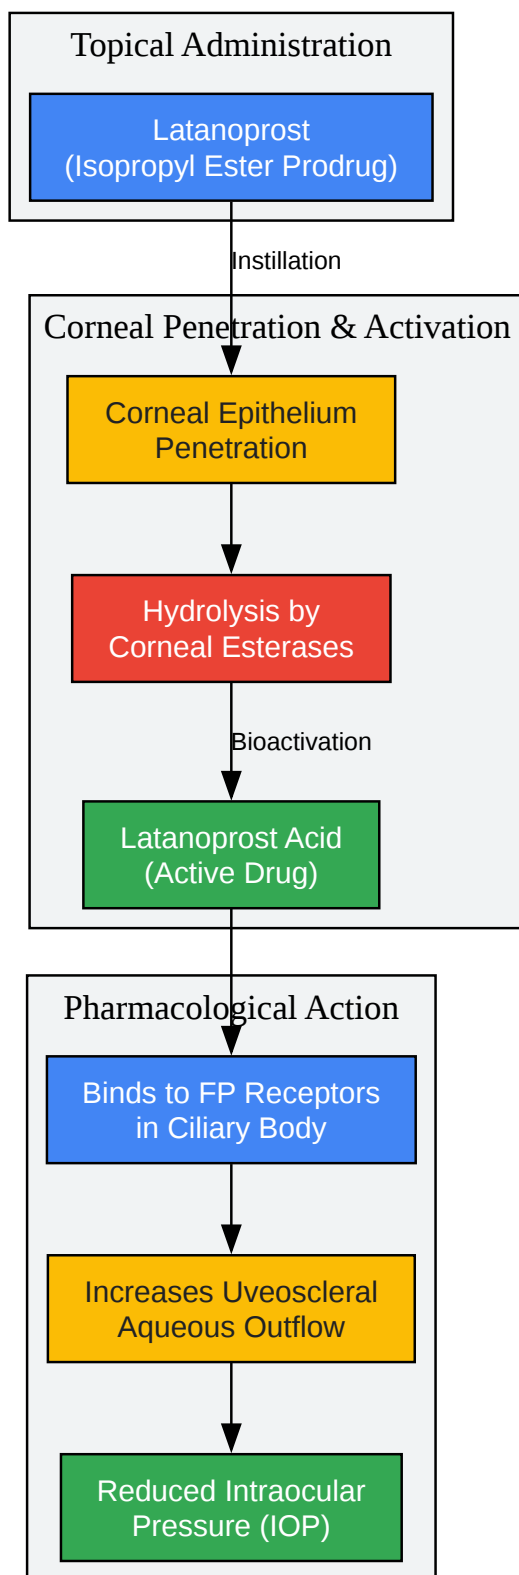 Topical Administration
Latanoprost
(Isopropyl Ester Prodrug)
Instillation
Corneal Penetration & Activation
Corneal Epithelium
Penetration
Hydrolysis by
Corneal Esterases
Bioactivation
Latanoprost Acid
(Active Drug)
Pharmacological Action
Binds to FP Receptors
in Ciliary Body
Increases Uveoscleral
Aqueous Outflow
Reduced Intraocular
Pressure (IOP)